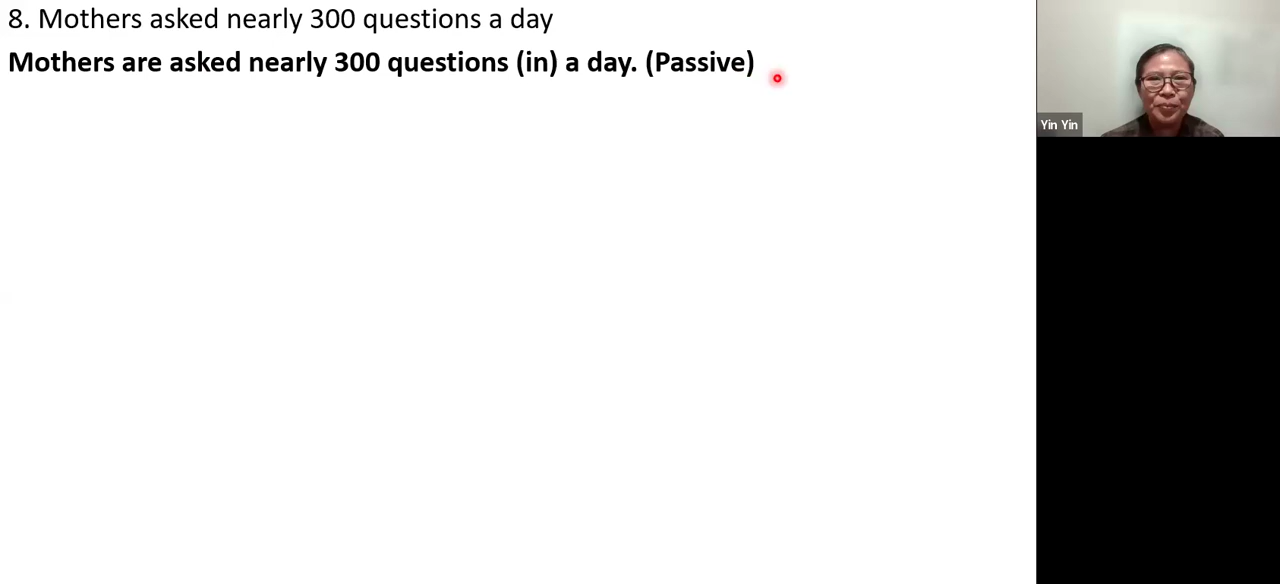 8. Mothers asked nearly 300 questions a day
Mothers are asked nearly 300 questions (in) a day. (Passive)
Yin Yin